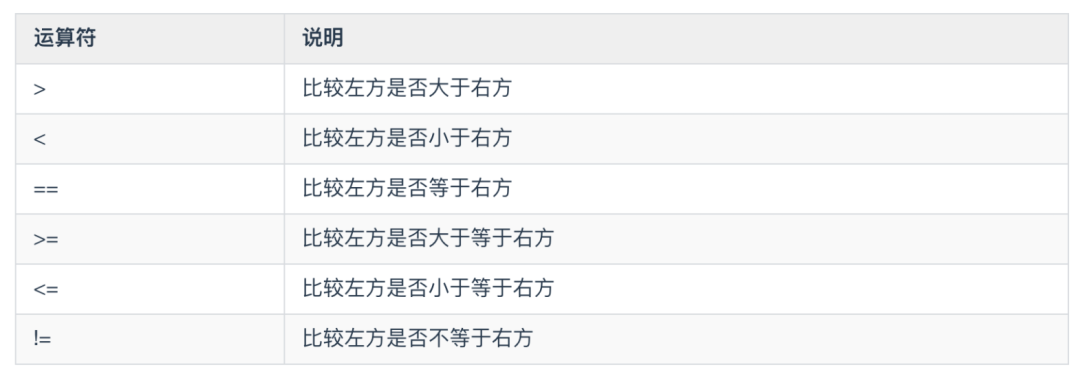 运算符 说明
> 比较左方是否大于右方
< 比较左方是否小于右方
== 比较左方是否等于右方
>= 比较左方是否大于等于右方
<= 比较左方是否小于等于右方
!= 比较左方是否不等于右方